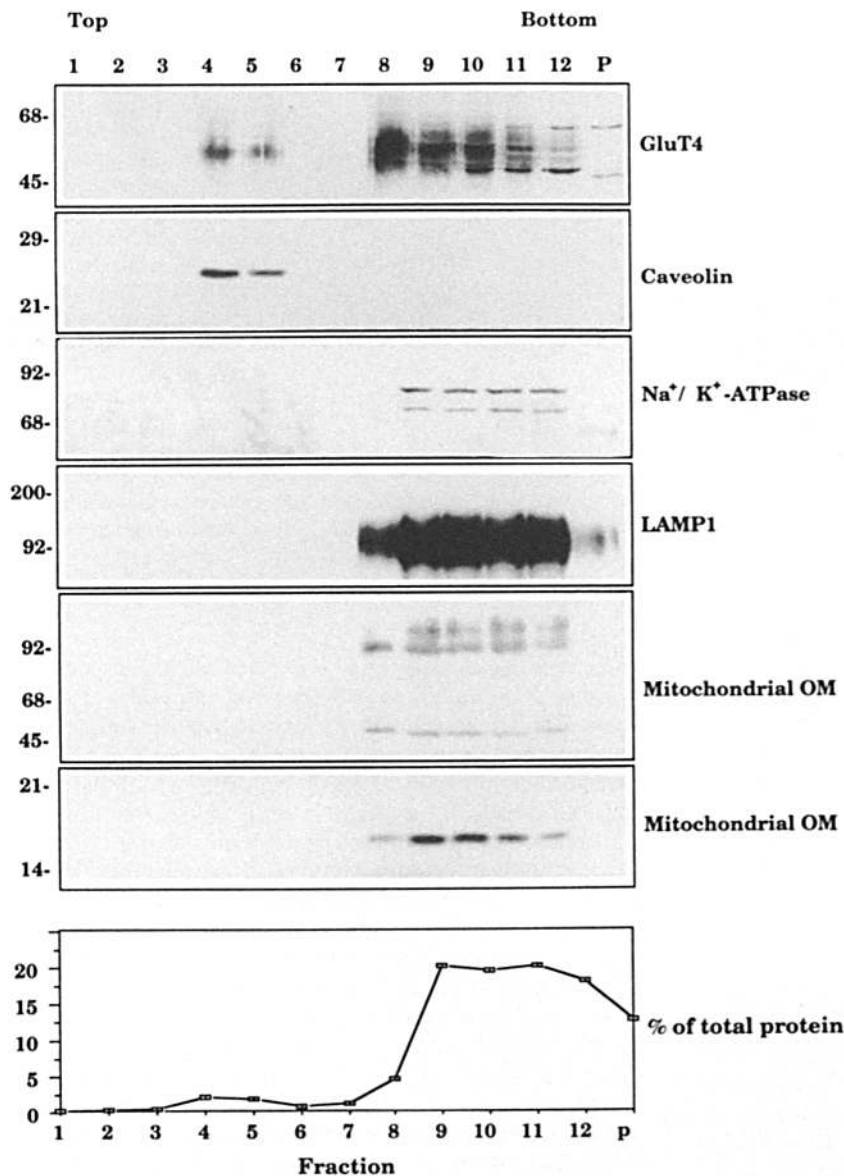 Top Bottom
1 2 3 4 5 6 7 8 9 10 11 12 P
68-
45-
GluT4
29-
21-
Caveolin
92-
68-
Na⁺/ K⁺-ATPase
200-
92-
LAMP1
92-
68-
45-
Mitochondrial OM
21-
14-
Mitochondrial OM
20
15
10
5
0
% of total protein
1 2 3 4 5 6 7 8 9 10 11 12 p
Fraction